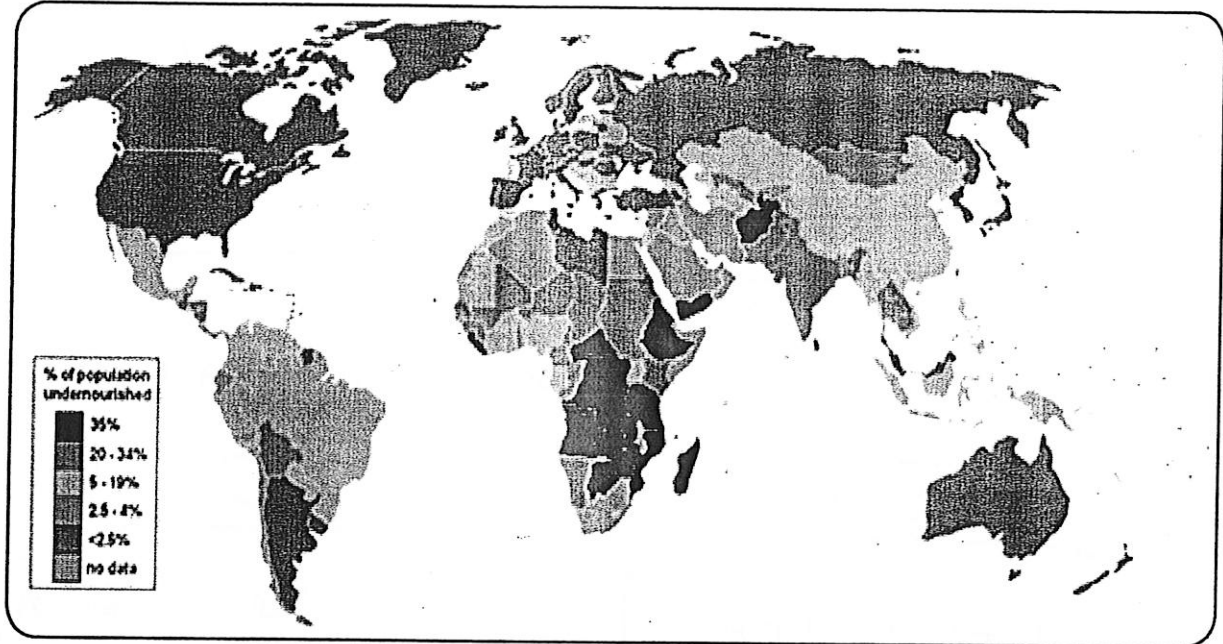 % of population
undernourished
35%
20 - 34%
5 - 19%
2.5 - 4%
<2.5%
no data